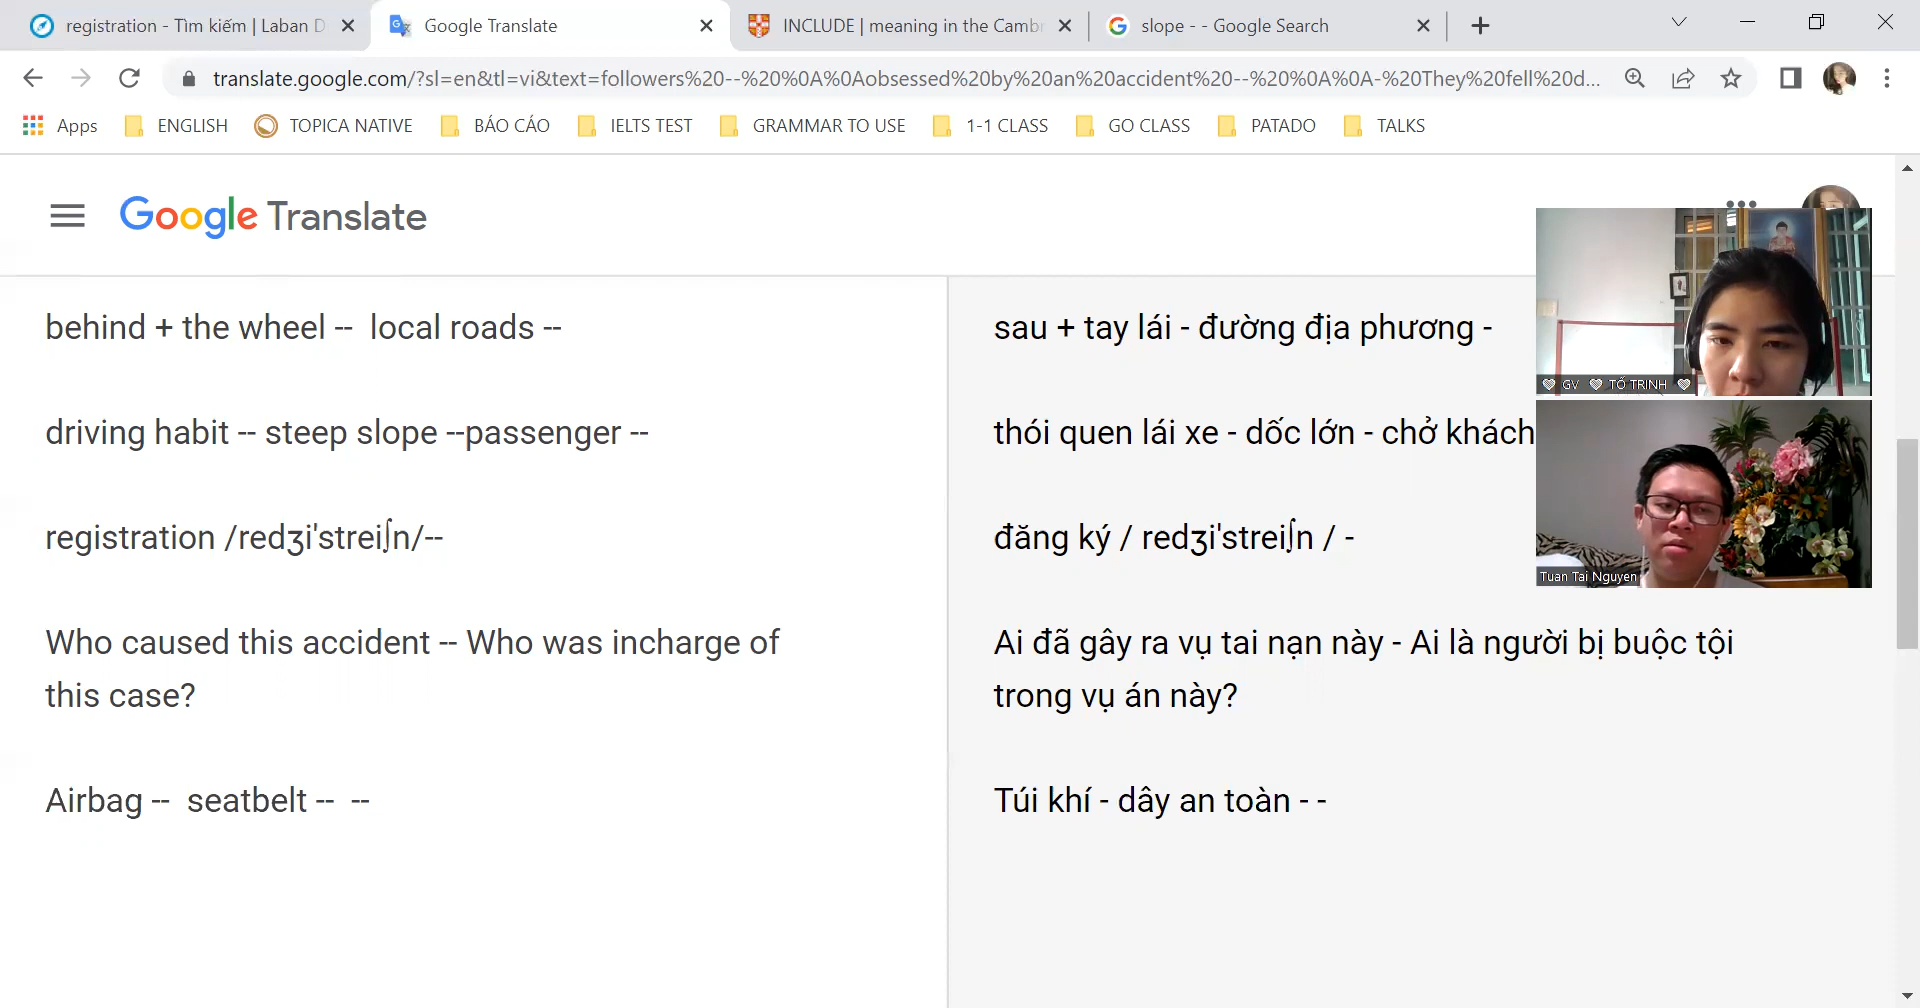 registration - Tìm kiếm | Laban D
Google Translate
INCLUDE | meaning in the Camb
slope - - Google Search
translate.google.com/?sl=en&tl=vi&text=followers%20--%20%0A%0Aobsessed%20by%20an%20accident%20--%20%0A%0A-%20They%20fell%20d...
Apps
ENGLISH
TOPICA NATIVE
BÁO CÁO
IELTS TEST
GRAMMAR TO USE
1-1 CLASS
GO CLASS
PATADO
TALKS
Google Translate
behind + the wheel -- local roads --
driving habit -- steep slope --passenger --
registration /redʒi'strei∫n/--
Who caused this accident -- Who was incharge of
this case?
Airbag -- seatbelt -- --
sau + tay lái - đường địa phương -
thói quen lái xe - dốc lớn - chở khách
đăng ký / redʒi'strei∫n / -
Ai đã gây ra vụ tai nạn này - Ai là người bị buộc tội
trong vụ án này?
Túi khí - dây an toàn - -
GV TỐ TRINH
Tuan Tai Nguyen